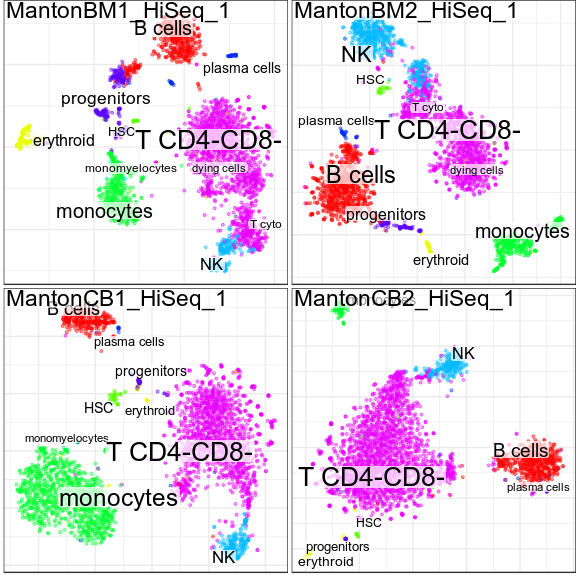 MantonBM1_HiSeq_1
B cells
plasma cells
progenitors
HSC
T CD4-CD8-
erythroid
monomyelocytes
dying cells
monocytes
T cyto
NK
MantonBM2_HiSeq_1
NK
HSC
T cyto
plasma cells
T CD4-CD8-
dying cells
B cells
progenitors
monocytes
erythroid
MantonCB1_HiSeq_1
B cells
plasma cells
progenitors
HSC
erythroid
monomyelocytes
T CD4-CD8-
monocytes
NK
MantonCB2_HiSeq_1
NK
B cells
T CD4-CD8-
plasma cells
HSC
progenitors
erythroid